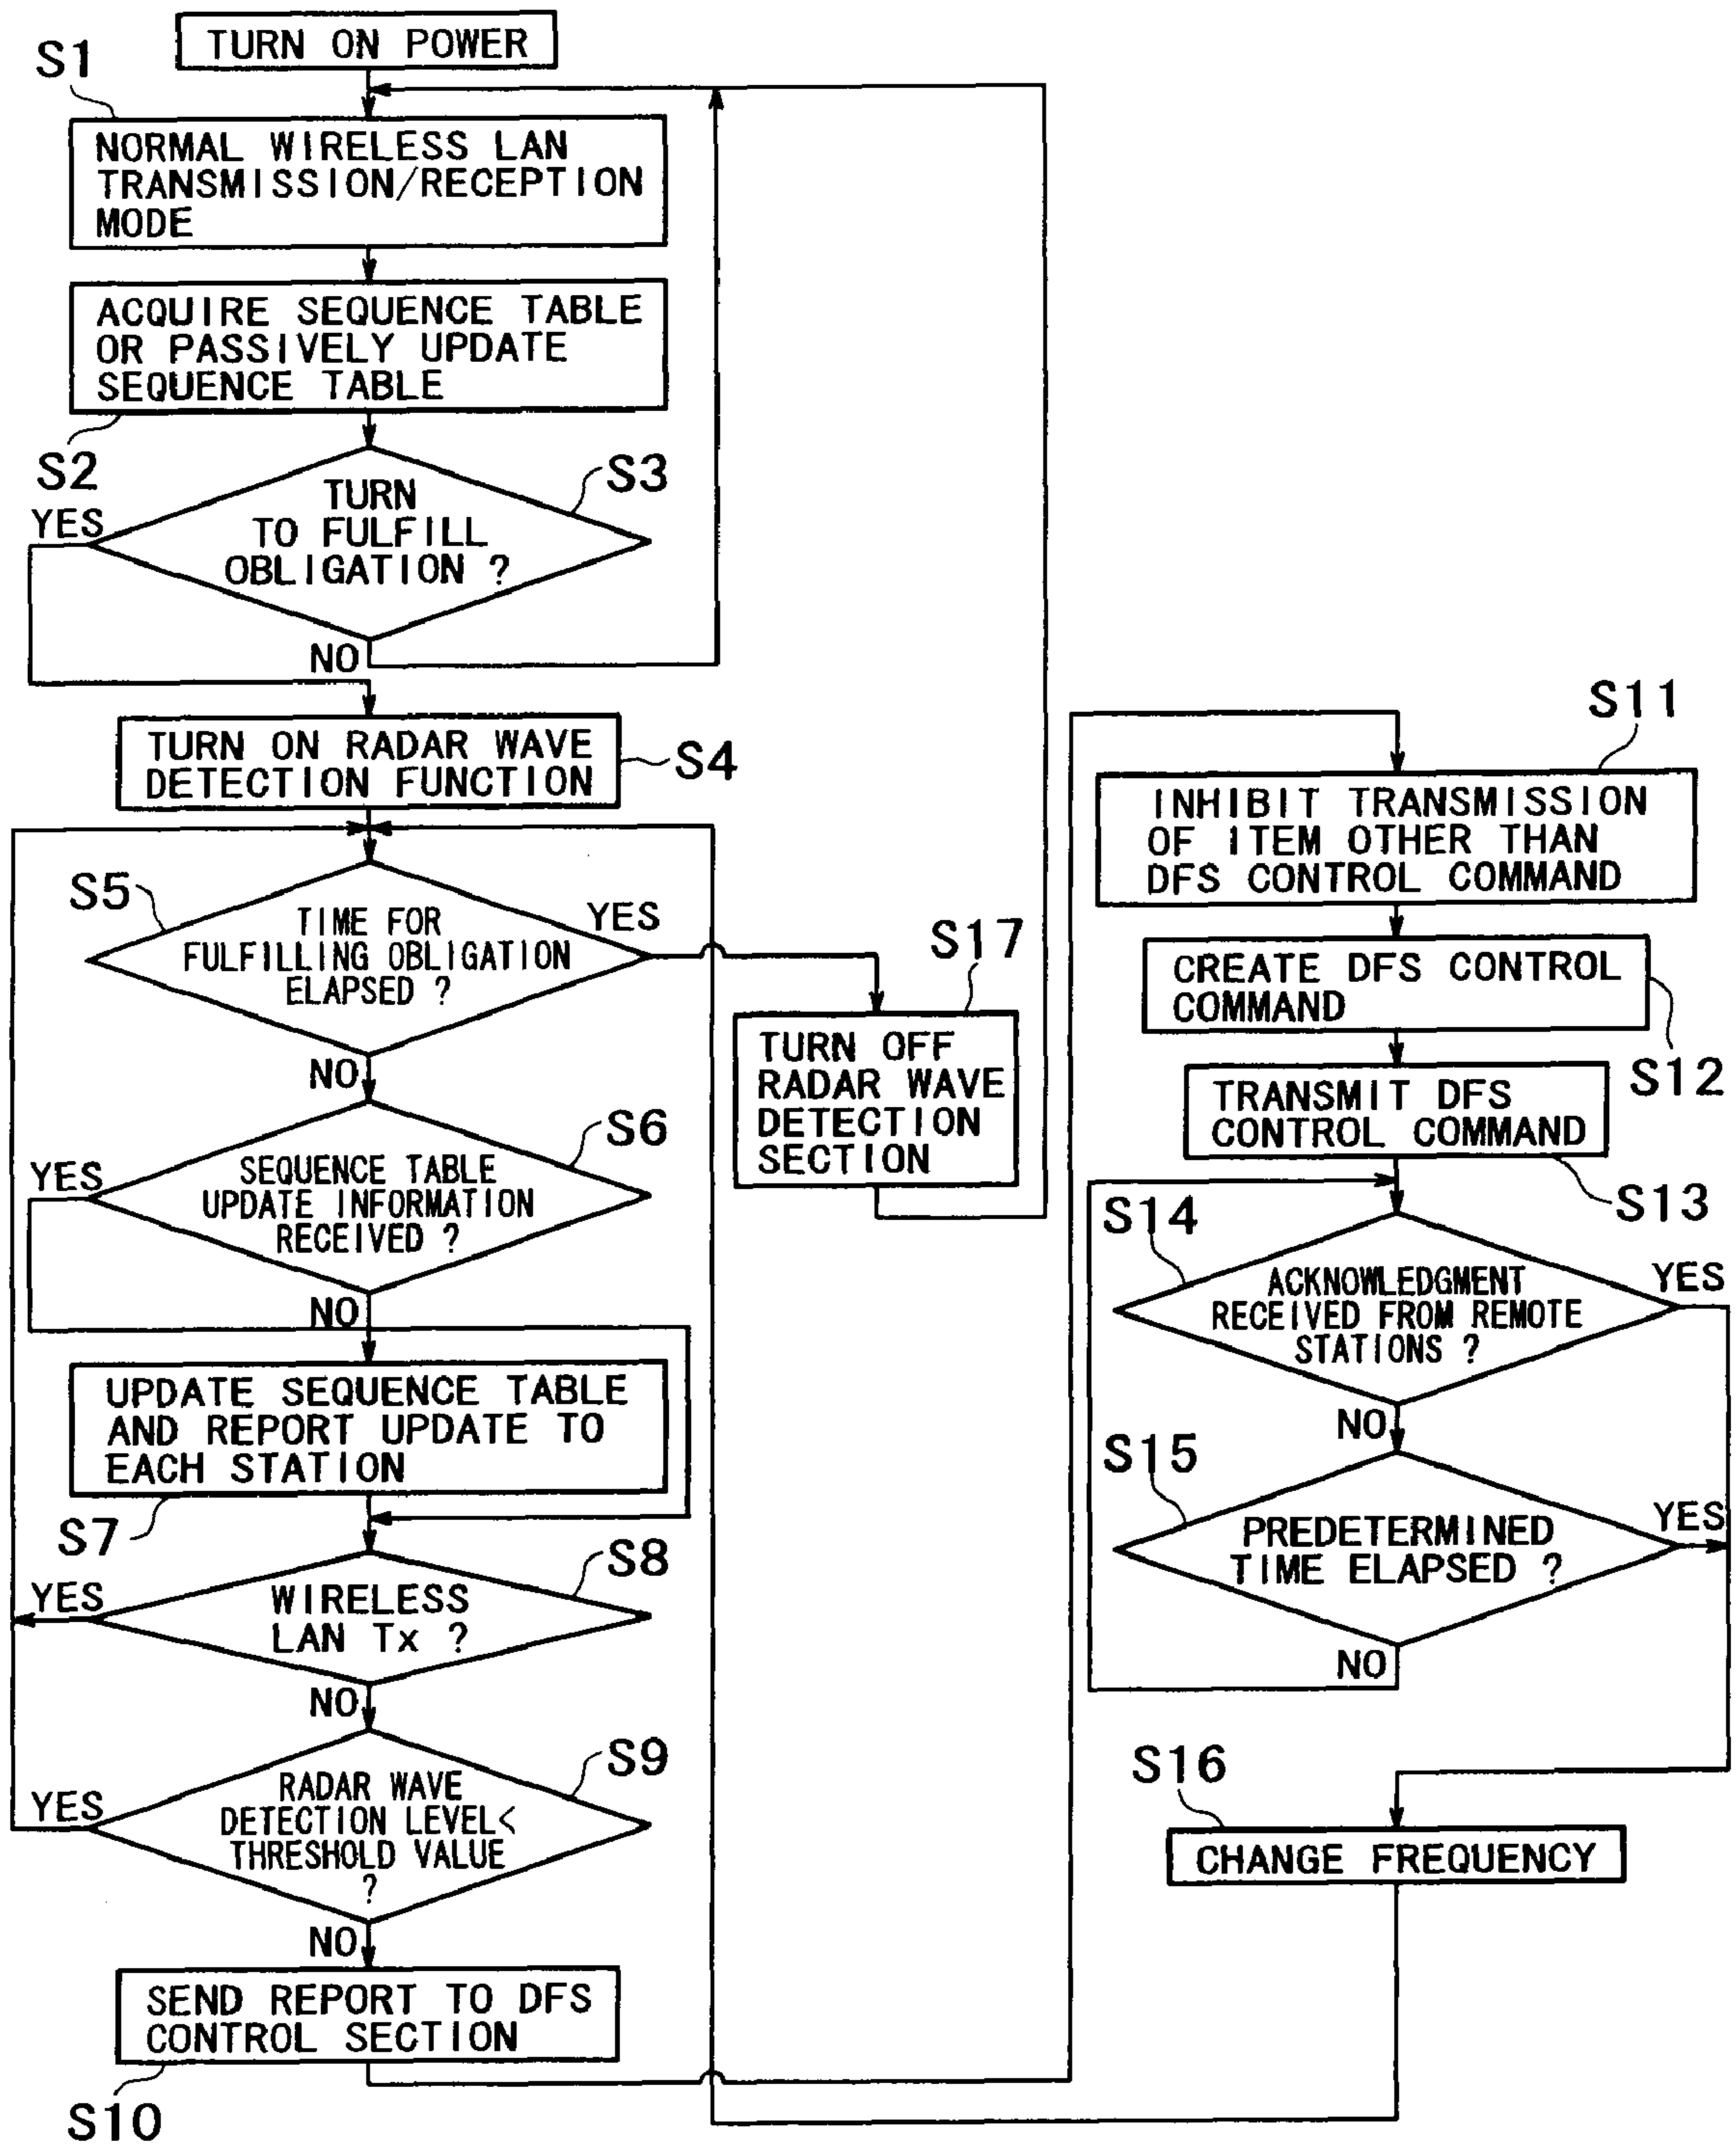 TURN ON POWER
S1
NORMAL WIRELESS LAN
TRANSMISSION/RECEPTION
MODE
ACQUIRE SEQUENCE TABLE
OR PASSIVELY UPDATE
SEQUENCE TABLE
S2
S3
TURN
TO FULFILL
OBLIGATION ?
YES
NO
TURN ON RADAR WAVE
DETECTION FUNCTION
S4
S5
TIME FOR
FULFILLING OBLIGATION
ELAPSED ?
YES
NO
S6
SEQUENCE TABLE
UPDATE INFORMATION
RECEIVED ?
YES
NO
UPDATE SEQUENCE TABLE
AND REPORT UPDATE TO
EACH STATION
S7
S8
WIRELESS
LAN Tx ?
YES
NO
S9
RADAR WAVE
DETECTION LEVEL<
THRESHOLD VALUE
?
YES
NO
SEND REPORT TO DFS
CONTROL SECTION
S10
S17
TURN OFF
RADAR WAVE
DETECTION
SECTION
S11
INHIBIT TRANSMISSION
OF ITEM OTHER THAN
DFS CONTROL COMMAND
CREATE DFS CONTROL
COMMAND
S12
TRANSMIT DFS
CONTROL COMMAND
S13
S14
ACKNOWLEDGMENT
RECEIVED FROM REMOTE
STATIONS ?
YES
NO
S15
PREDETERMINED
TIME ELAPSED ?
YES
NO
S16
CHANGE FREQUENCY